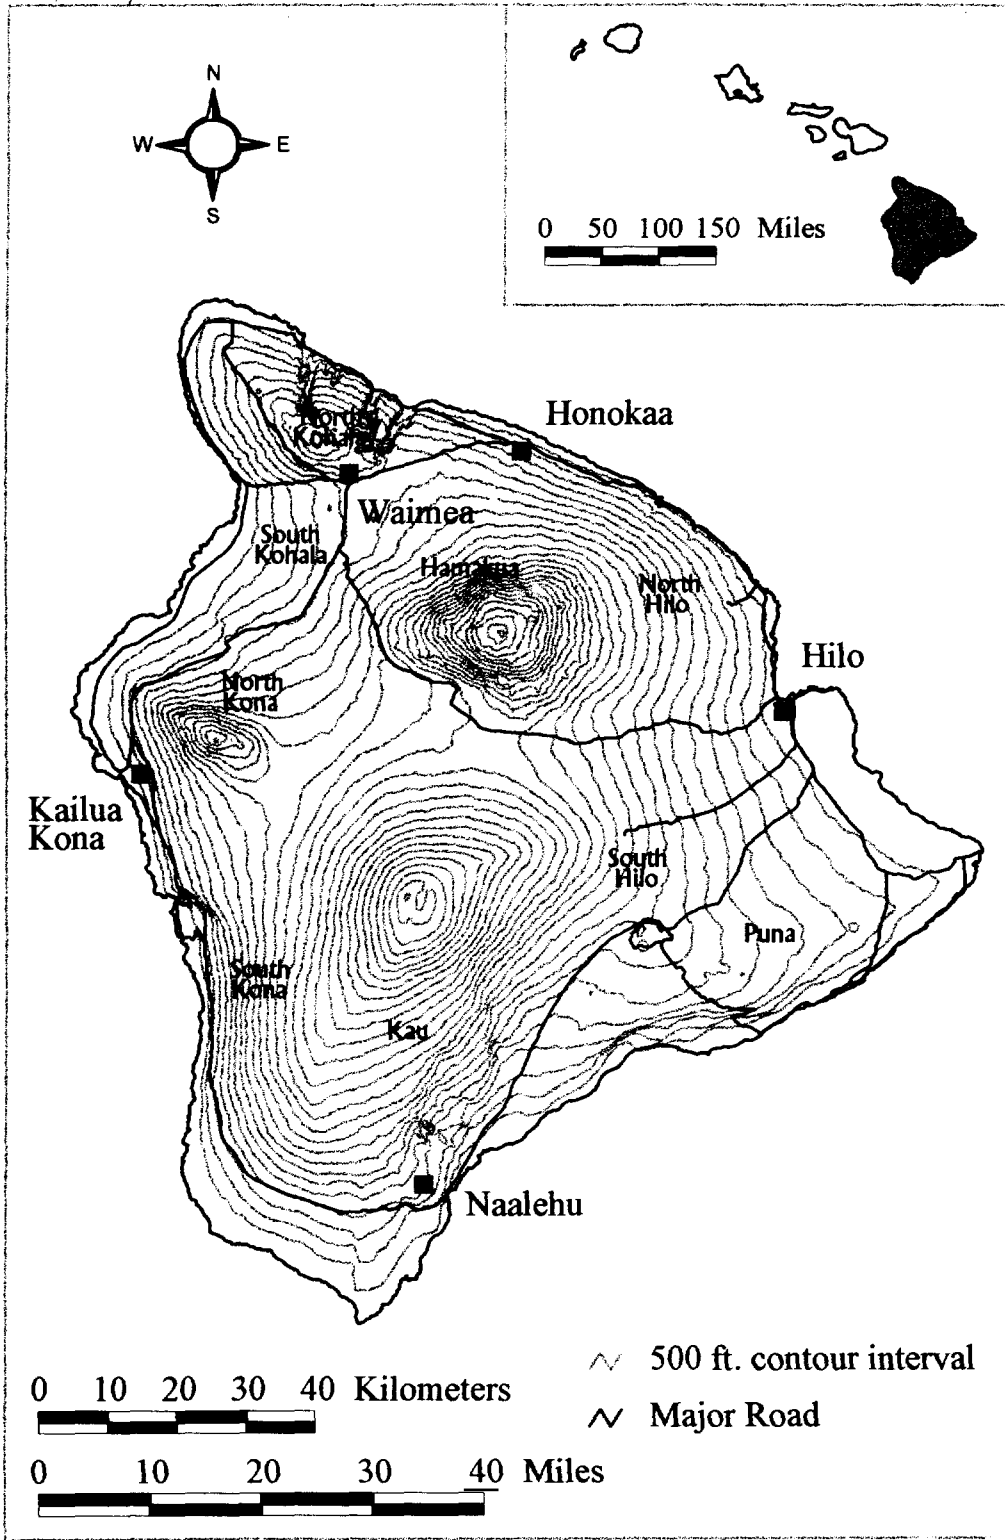 N
W E
S
0 50 100 150 Miles
Honokaa
North
Kohala
Waimea
South
Kohala
Hamakua
North
Hilo
Hilo
North
Kona
Kailua
Kona
South
Hilo
Puna
South
Kona
Kau
Naalehu
500 ft. contour interval
Major Road
0 10 20 30 40 Kilometers
0 10 20 30 40 Miles